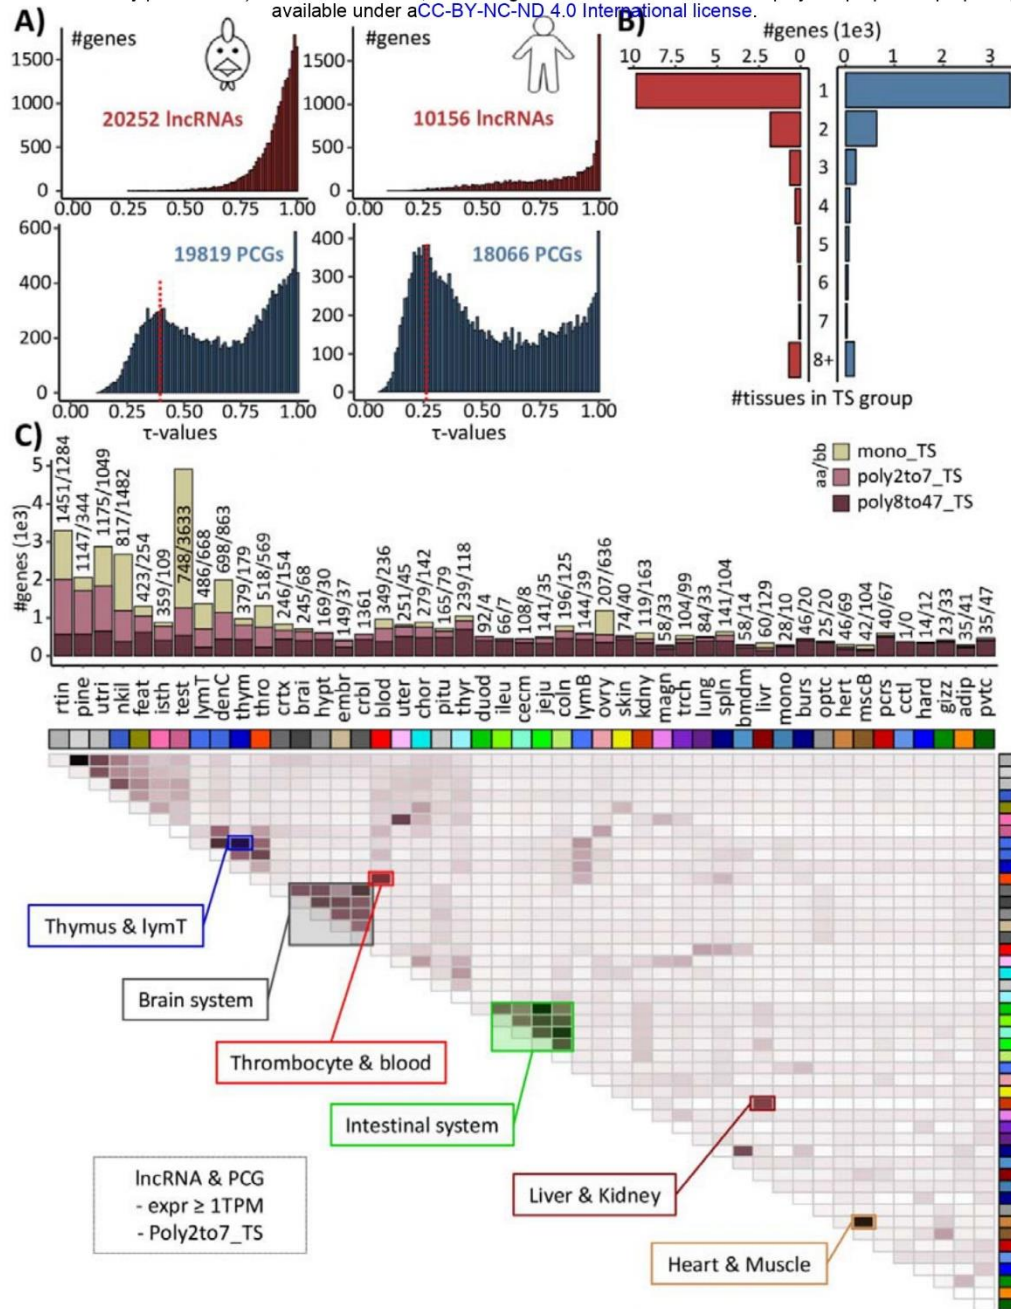 available under aCC-BY-NC-ND 4.0 International license.
A)
#genes
1500
1000
500
0
20252 lncRNAs
0.00 0.25 0.50 0.75 1.00
#genes
1500
1000
500
0
10156 lncRNAs
0.00 0.25 0.50 0.75 1.00
600
400
200
0
19819 PCGs
0.00 0.25 0.50 0.75 1.00
τ-values
400
300
200
100
0
18066 PCGs
0.00 0.25 0.50 0.75 1.00
τ-values
B)
#genes (1e3)
10 7.5 5 2.5 0 0 1 2 3
1
2
3
4
5
6
7
8+
#tissues in TS group
C)
aa/bb
mono_TS
poly2to7_TS
poly8to47_TS
#genes (1e3)
5
4
3
2
1
0
1451/1284
1147/344
1175/1049
817/1482
423/254
359/109
748/3633
486/668
698/863
379/179
518/569
246/154
245/68
169/30
149/37
1361
349/236
251/45
279/142
165/79
239/118
92/4
66/7
108/8
141/35
196/125
144/39
207/636
74/40
119/163
58/33
104/99
84/33
141/104
58/14
60/129
28/10
46/20
25/20
46/69
42/104
40/67
1/0
14/12
23/33
35/41
35/47
rtin
pine
utri
nkil
feat
isth
test
lymT
denC
thym
thro
crtx
brai
hypt
embr
crbl
blod
uter
chor
pitu
thyr
duod
ileu
cecm
jeju
coln
lymB
ovry
skin
kdny
magn
trch
lung
spln
bmdm
livr
mono
burs
optc
hert
mscB
pcrs
cctl
hard
gizz
adip
pvtc
Thymus & lymT
Brain system
Thrombocyte & blood
Intestinal system
Liver & Kidney
Heart & Muscle
lncRNA & PCG
- expr ≥ 1TPM
- Poly2to7_TS